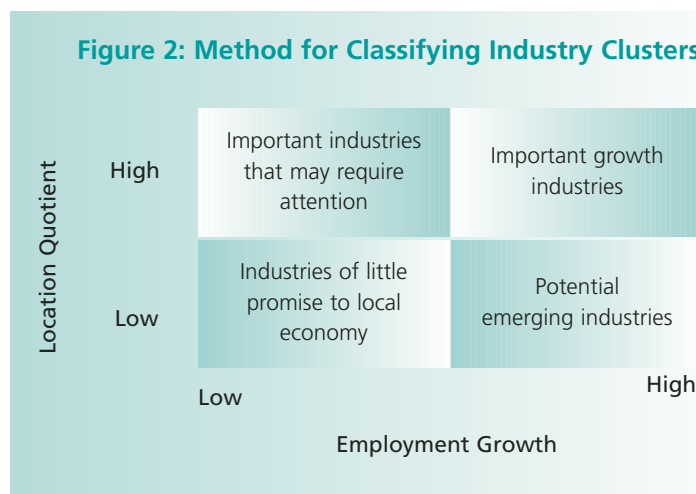 Figure 2: Method for Classifying Industry Clusters
Location Quotient
High
Important industries
that may require
attention
Important growth
industries
Low
Industries of little
promise to local
economy
Potential
emerging industries
Low
High
Employment Growth